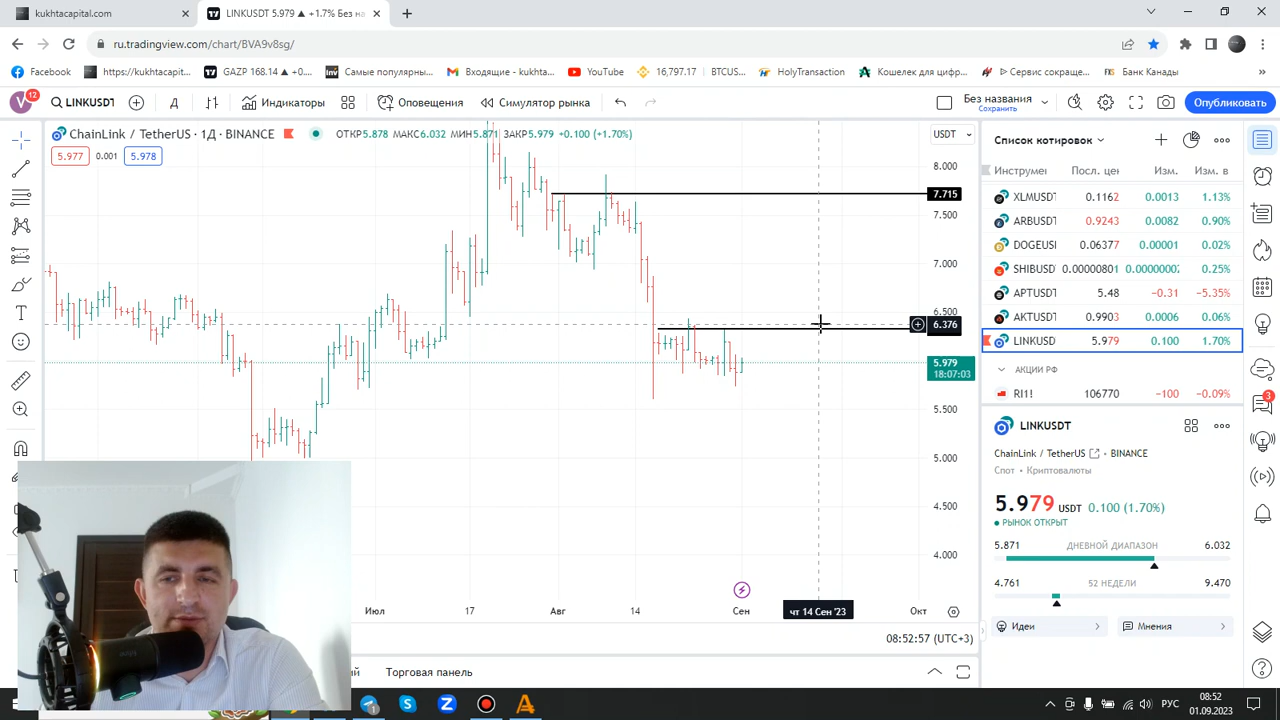 kukhtacapital.com
LINKUSDT 5.979 ▲ +1.7% Без на
ru.tradingview.com/chart/BVA9v8sg/
Facebook
https://kukhtacapit...
GAZP 168.14 ▲ +0....
Самые популярны...
Входящие - kukhta...
YouTube
16,797.17
BTCUS...
HolyTransaction
Кошелек для цифр...
Сервис сокраще...
Банк Канады
»
V
12
LINKUSDT
Д
Индикаторы
Оповещения
Симулятор рынка
Без названия
Сохранить
Опубликовать
ChainLink / TetherUS · 1Д · BINANCE
ОТКР5.878 МАКС6.032 МИН5.871 ЗАКР5.979 +0.100 (+1.70%)
USDT
5.977
0.001
5.978
8.000
7.715
7.500
7.000
6.500
6.376
5.979
18:07:03
5.500
5.000
4.500
4.000
Июл
17
Авг
14
Сен
чт 14 Сен '23
Окт
08:52:57 (UTC+3)
Торговая панель
Список котировок
Инструмен
Посл. цен
Изм.
Изм. в
XLMUSDT 0.1162 0.0013 1.13%
ARBUSDT 0.9243 0.0082 0.90%
DOGEUSI 0.06377 0.00001 0.02%
SHIBUSDT 0.00000801 0.00000002 0.25%
APTUSDT 5.48 −0.31 −5.35%
AKTUSDT 0.9903 0.0006 0.06%
LINKUSD 5.979 0.100 1.70%
АКЦИИ РФ
RI1! 106770 −100 −0.09%
LINKUSDT
ChainLink / TetherUS · BINANCE
Спот · Криптовалюты
5.979 USDT 0.100 (1.70%)
РЫНОК ОТКРЫТ
5.871 ДНЕВНОЙ ДИАПАЗОН 6.032
4.761 52 НЕДЕЛИ 9.470
Идеи
Мнения
3
1
РУС
08:52
01.09.2023